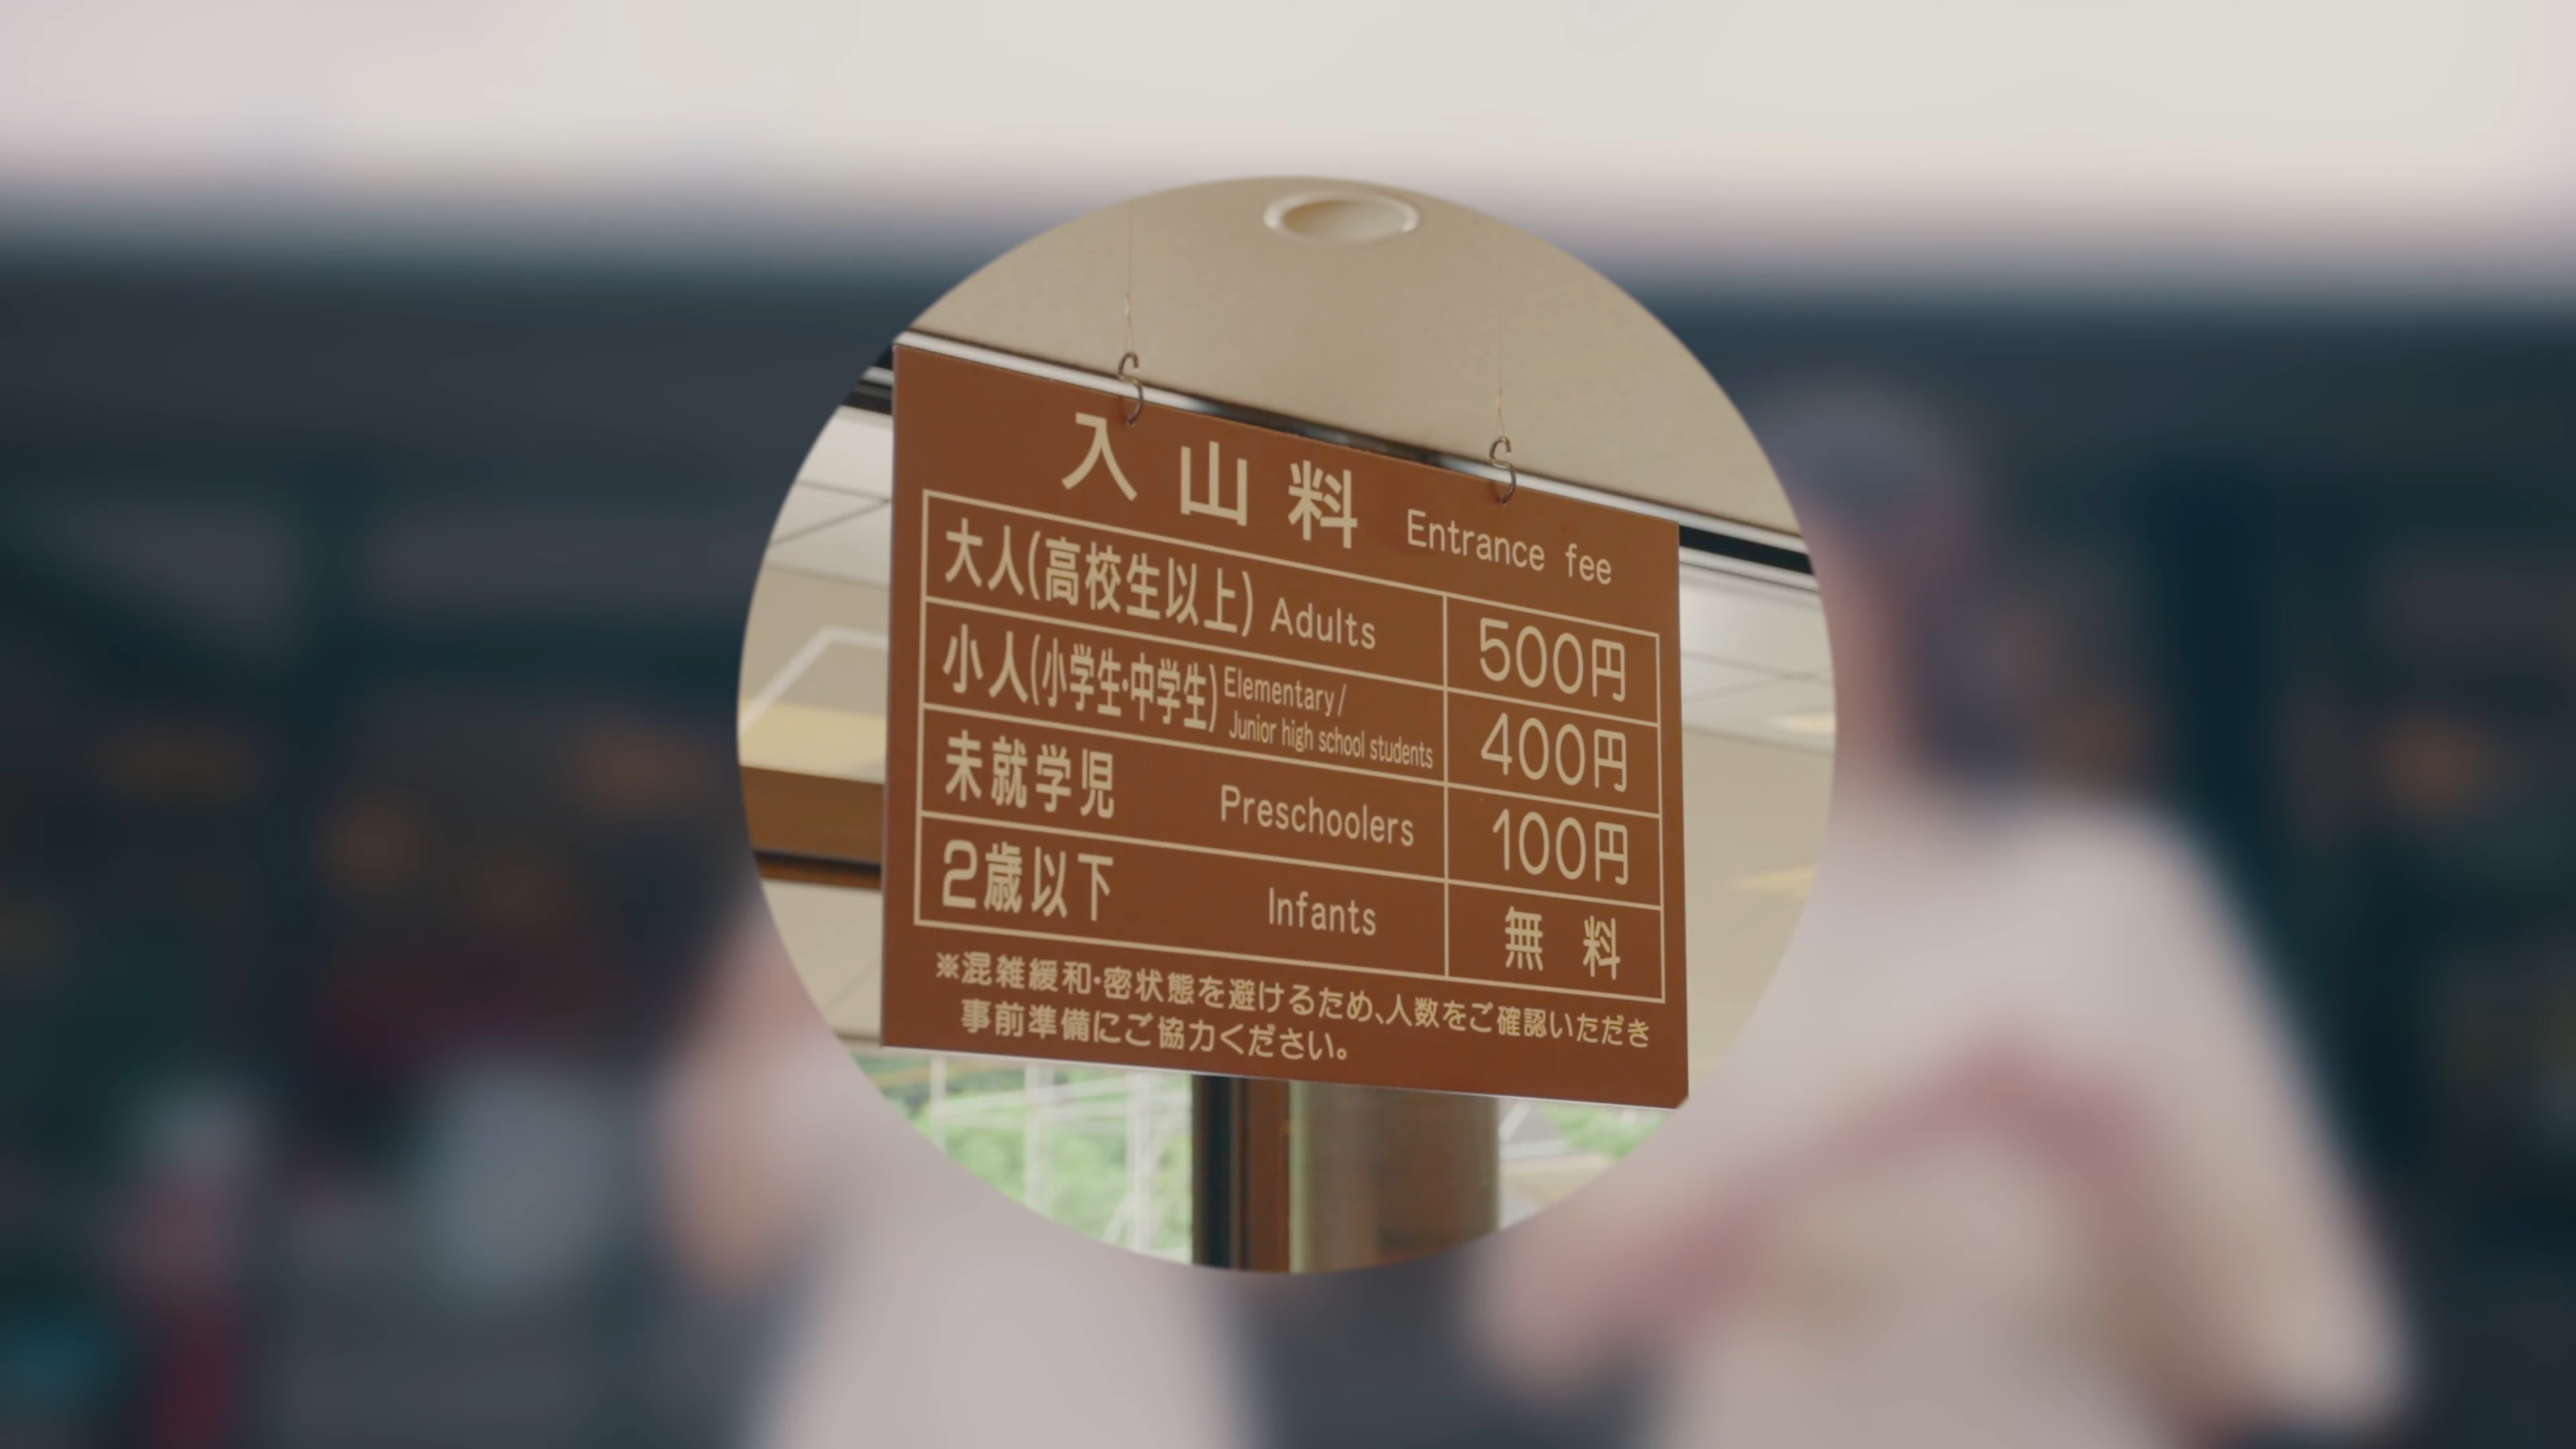 入山料 Entrance fee
大人(高校生以上) Adults 500円
小人(小学生・中学生) Elementary/
Junior high school students 400円
未就学児 Preschoolers 100円
2歳以下 Infants 無料
※混雑緩和・密状態を避けるため、人数をご確認いただき
事前準備にご協力ください。